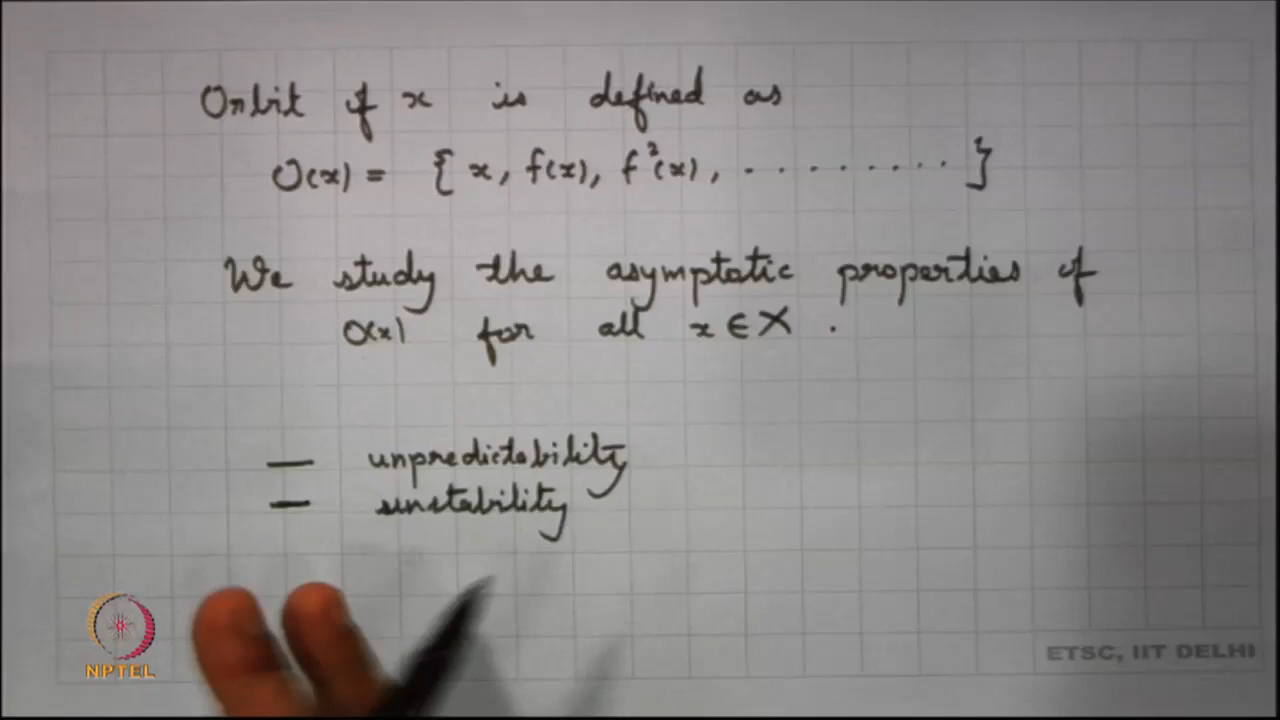 Orbit of x is defined as
O(x) = { x, f(x), f²(x), . . . . . . . . . }
We study the asymptotic properties of
O(x) for all x ∈ X .
— unpredictability
— unstability
NPTEL
ETSC, IIT DELHI